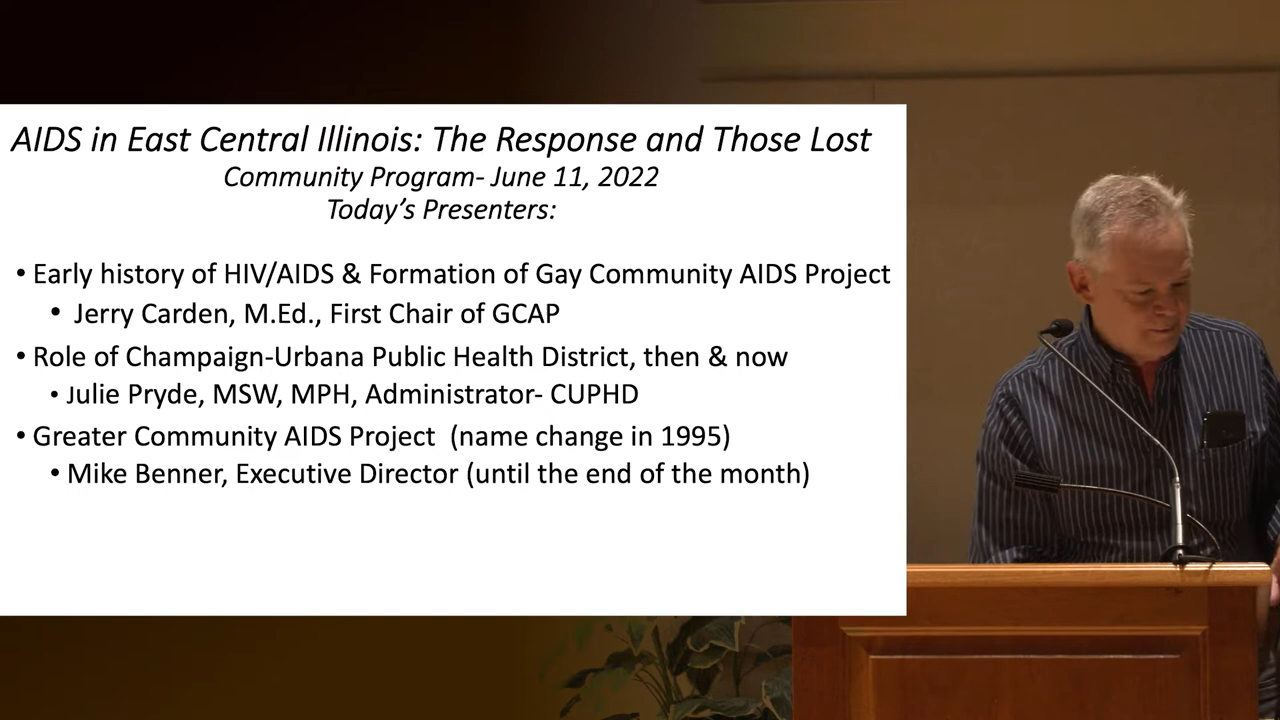 AIDS in East Central Illinois: The Response and Those Lost
Community Program- June 11, 2022
Today's Presenters:
• Early history of HIV/AIDS & Formation of Gay Community AIDS Project
• Jerry Carden, M.Ed., First Chair of GCAP
• Role of Champaign-Urbana Public Health District, then & now
• Julie Pryde, MSW, MPH, Administrator- CUPHD
• Greater Community AIDS Project (name change in 1995)
• Mike Benner, Executive Director (until the end of the month)